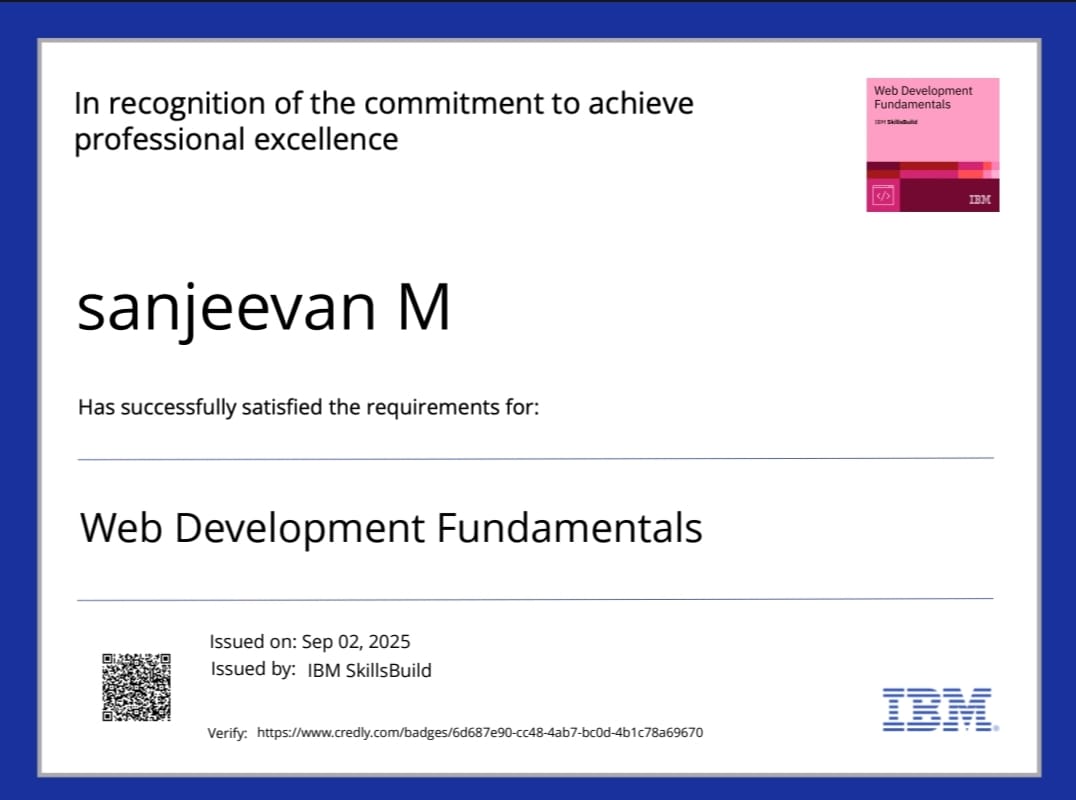 In recognition of the commitment to achieve
professional excellence
Web Development
Fundamentals
IBM SkillsBuild
</>
IBM
sanjeevan M
Has successfully satisfied the requirements for:
Web Development Fundamentals
Issued on: Sep 02, 2025
Issued by: IBM SkillsBuild
Verify: https://www.credly.com/badges/6d687e90-cc48-4ab7-bc0d-4b1c78a69670
IBM®